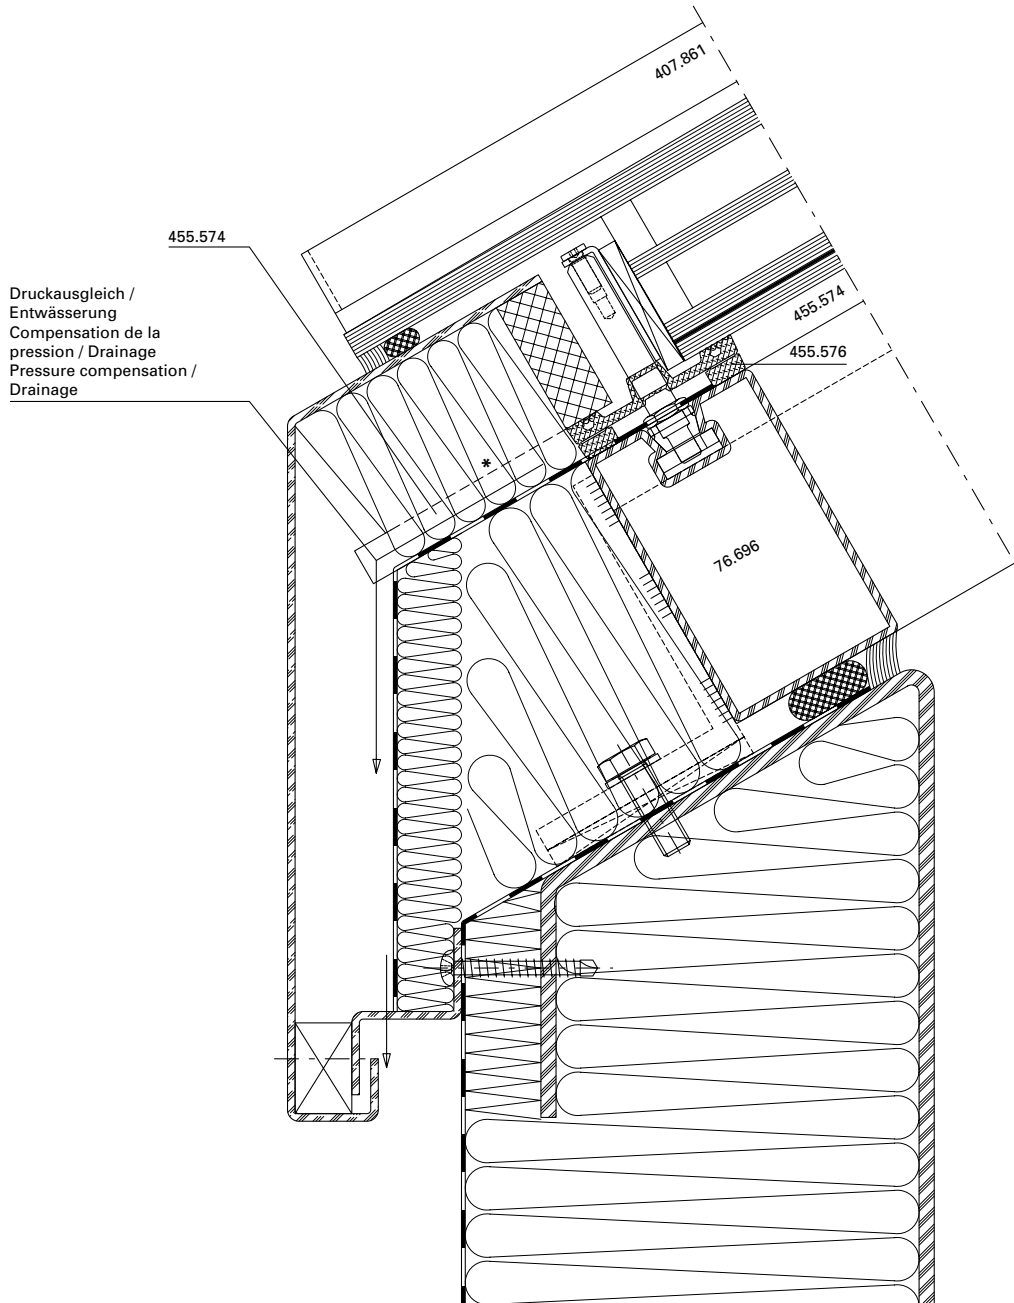 407.861
455.574
Druckausgleich /
Entwässerung
Compensation de la
pression / Drainage
Pressure compensation /
Drainage
455.574
455.576
*
76.696